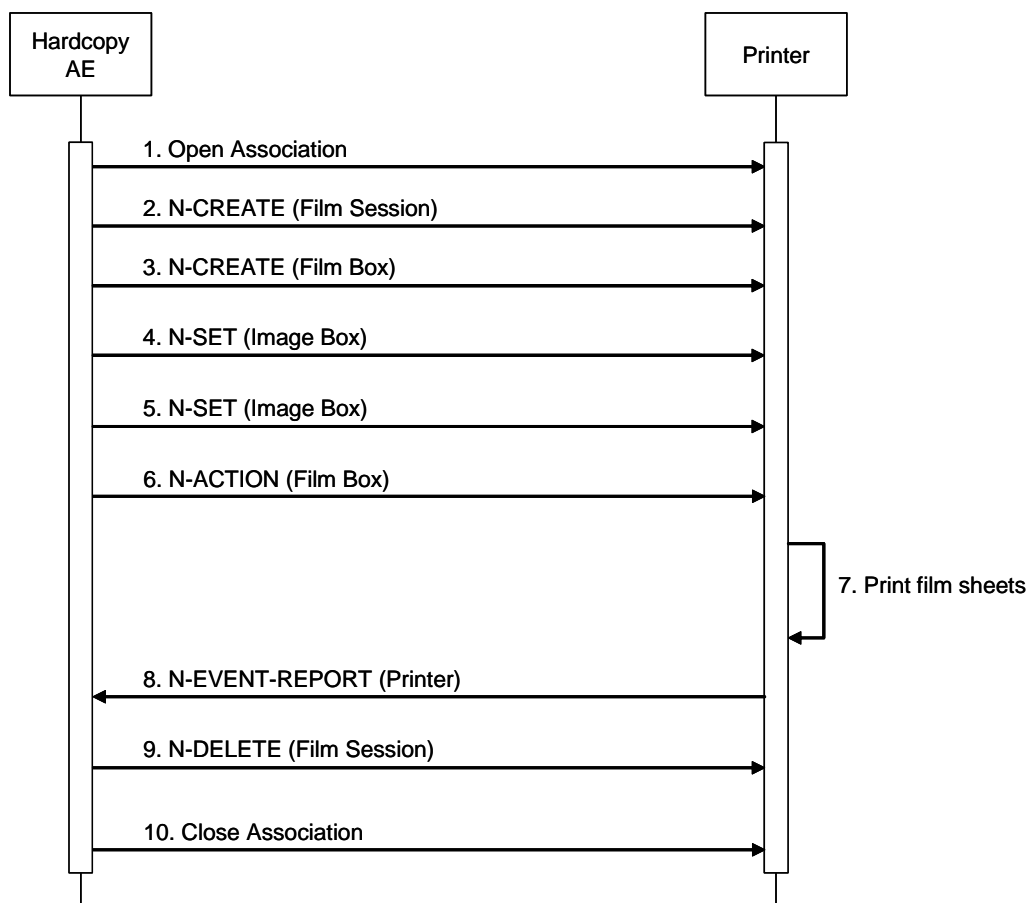 Hardcopy
AE
Printer
1. Open Association
2. N-CREATE (Film Session)
3. N-CREATE (Film Box)
4. N-SET (Image Box)
5. N-SET (Image Box)
6. N-ACTION (Film Box)
7. Print film sheets
8. N-EVENT-REPORT (Printer)
9. N-DELETE (Film Session)
10. Close Association